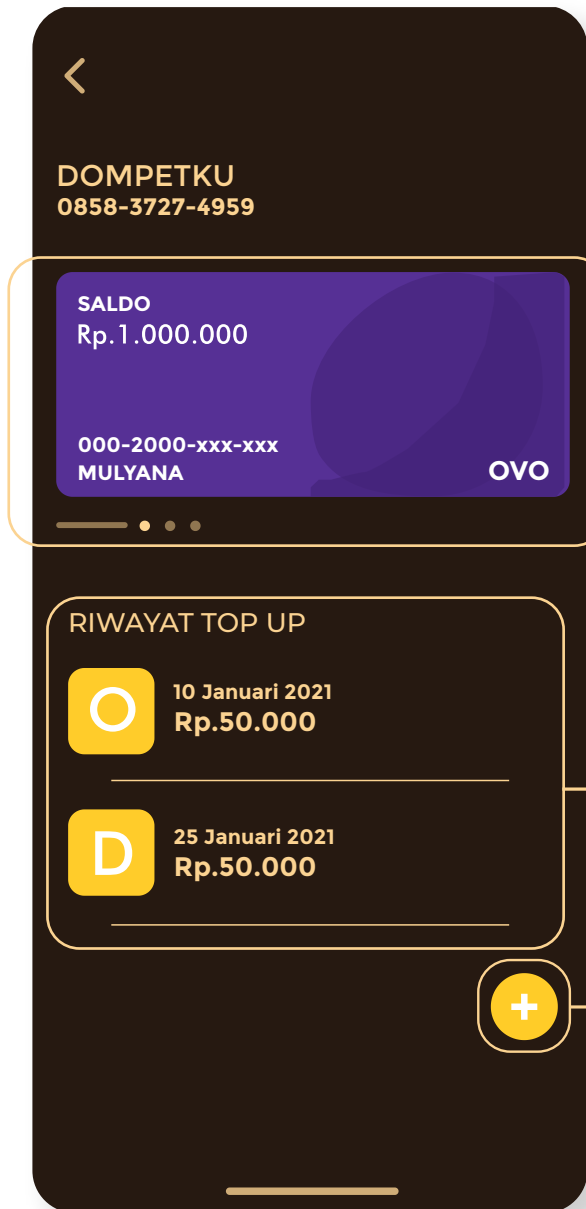 DOMPETKU
0858-3727-4959
SALDO
Rp.1.000.000
000-2000-xxx-xxx
MULYANA
OVO
RIWAYAT TOP UP
O
10 Januari 2021
Rp.50.000
D
25 Januari 2021
Rp.50.000
+